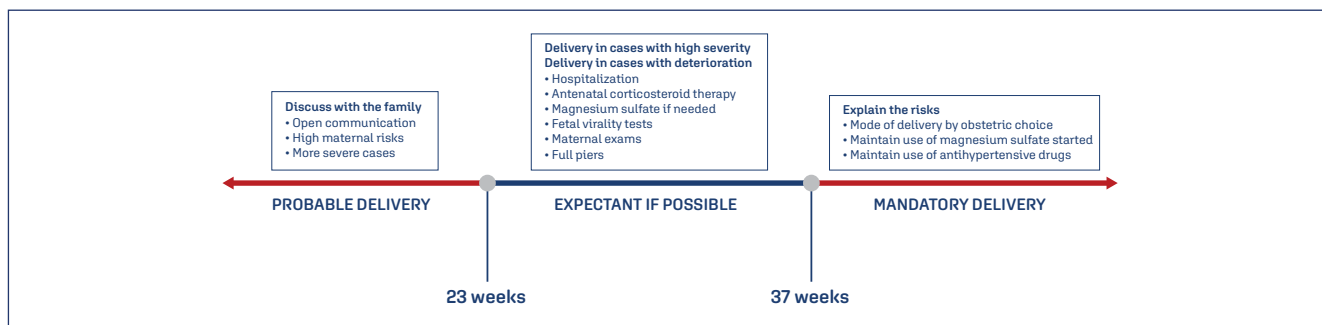 Discuss with the family
• Open communication
• High maternal risks
• More severe cases
Delivery in cases with high severity
Delivery in cases with deterioration
• Hospitalization
• Antenatal corticosteroid therapy
• Magnesium sulfate if needed
• Fetal virality tests
• Maternal exams
• Full piers
Explain the risks
• Mode of delivery by obstetric choice
• Maintain use of magnesium sulfate started
• Maintain use of antihypertensive drugs
PROBABLE DELIVERY
EXPECTANT IF POSSIBLE
MANDATORY DELIVERY
23 weeks
37 weeks